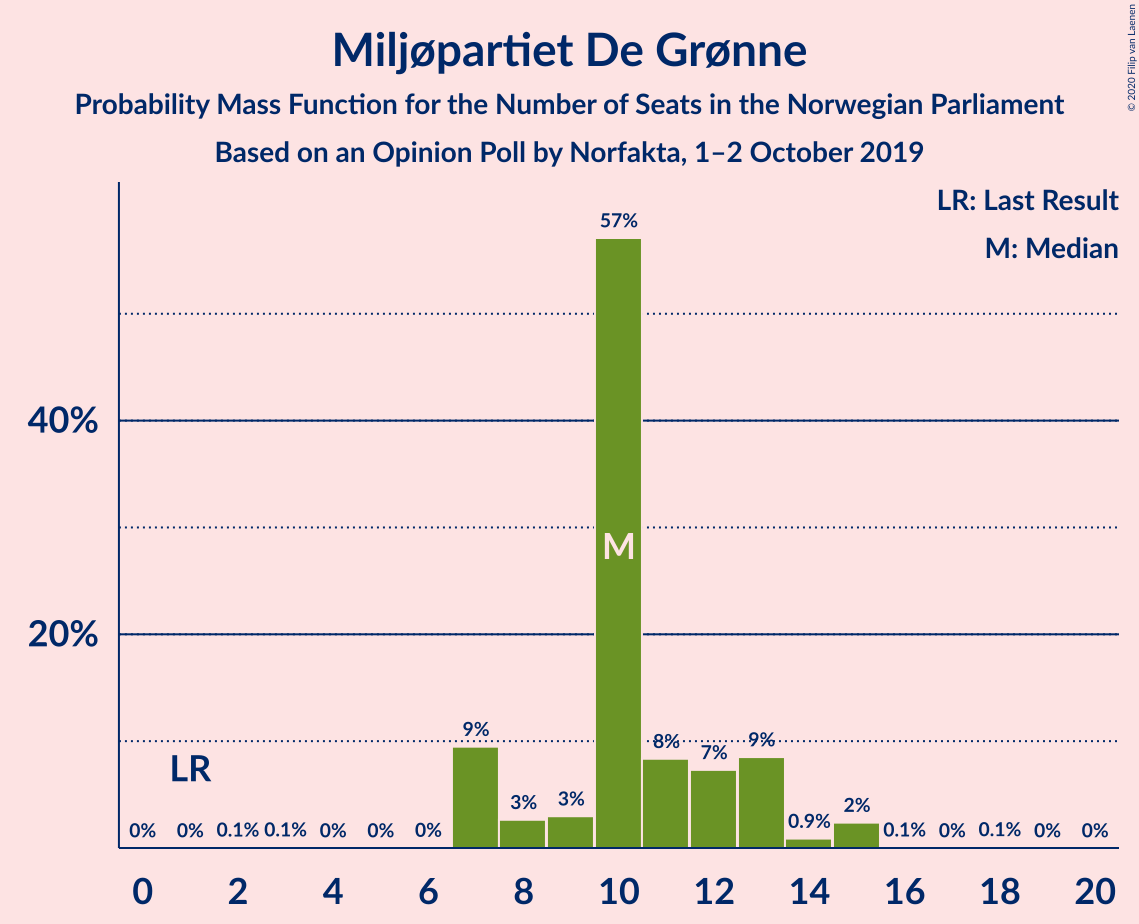 Miljøpartiet De Grønne
Probability Mass Function for the Number of Seats in the Norwegian Parliament
Based on an Opinion Poll by Norfakta, 1–2 October 2019
© 2020 Filip van Laenen
LR: Last Result
M: Median
57%
40%
M
20%
9%
8%
7%
9%
LR
3%
3%
2%
0%
0%
0.1%
0.1%
0%
0%
0%
0.9%
0.1%
0%
0.1%
0%
0%
0 2 4 6 8 10 12 14 16 18 20